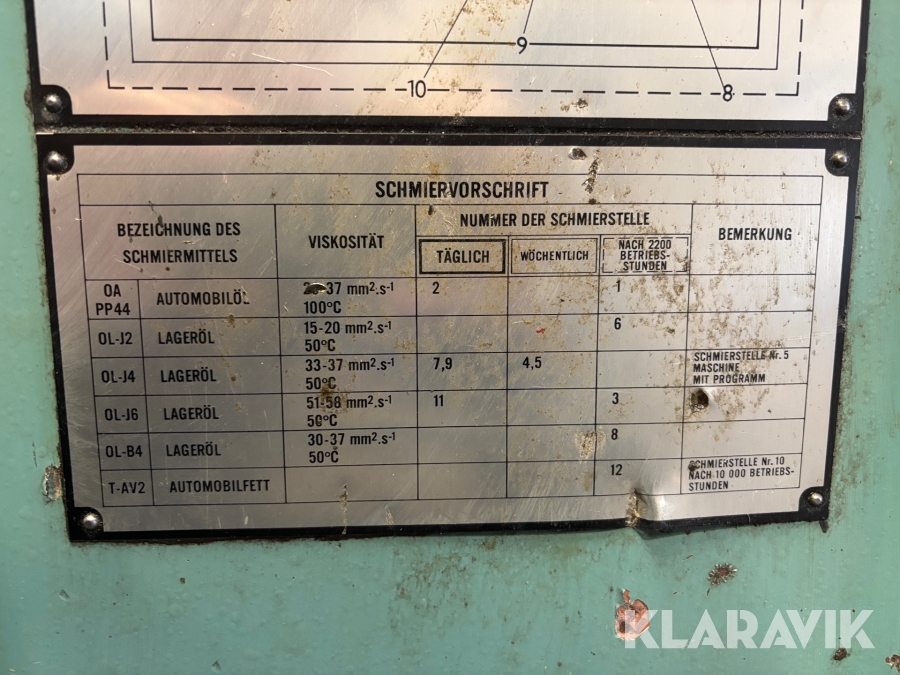 9
10
8
SCHMIERVORSCHRIFT
BEZEICHNUNG DES SCHMIERMITTELS
VISKOSITÄT
NUMMER DER SCHMIERSTELLE
TÄGLICH
WÖCHENTLICH
NACH 2200 BETRIEBS-STUNDEN
BEMERKUNG
OA PP44 AUTOMOBILÖL -37 mm².s-¹ 100°C 2 1
OL-J2 LAGERÖL 15-20 mm².s-¹ 50°C 6
OL-J4 LAGERÖL 33-37 mm².s-¹ 50°C 7,9 4,5 SCHMIERSTELLE Nr. 5 MASCHINE MIT PROGRAMM
OL-J6 LAGERÖL 51-58 mm².s-¹ 50°C 11 3
OL-B4 LAGERÖL 30-37 mm².s-¹ 50°C 8
T-AV2 AUTOMOBILFETT 12 SCHMIERSTELLE Nr. 10 NACH 10 000 BETRIEBS-STUNDEN
KLARAVIK